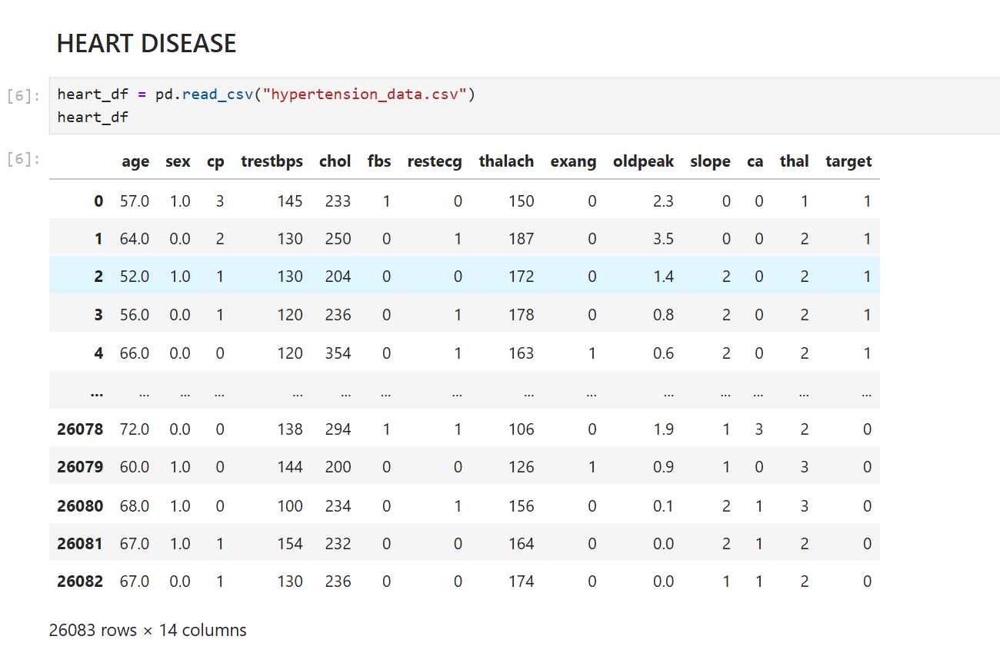 HEART DISEASE
[6]: heart_df = pd.read_csv("hypertension_data.csv")
heart_df
[6]: age sex cp trestbps chol fbs restecg thalach exang oldpeak slope ca thal target
0 57.0 1.0 3 145 233 1 0 150 0 2.3 0 0 1 1
1 64.0 0.0 2 130 250 0 1 187 0 3.5 0 0 2 1
2 52.0 1.0 1 130 204 0 0 172 0 1.4 2 0 2 1
3 56.0 0.0 1 120 236 0 1 178 0 0.8 2 0 2 1
4 66.0 0.0 0 120 354 0 1 163 1 0.6 2 0 2 1
... ... ... ... ... ... ... ... ... ... ... ... ... ... ...
26078 72.0 0.0 0 138 294 1 1 106 0 1.9 1 3 2 0
26079 60.0 1.0 0 144 200 0 0 126 1 0.9 1 0 3 0
26080 68.0 1.0 0 100 234 0 1 156 0 0.1 2 1 3 0
26081 67.0 1.0 1 154 232 0 0 164 0 0.0 2 1 2 0
26082 67.0 0.0 1 130 236 0 0 174 0 0.0 1 1 2 0
26083 rows × 14 columns